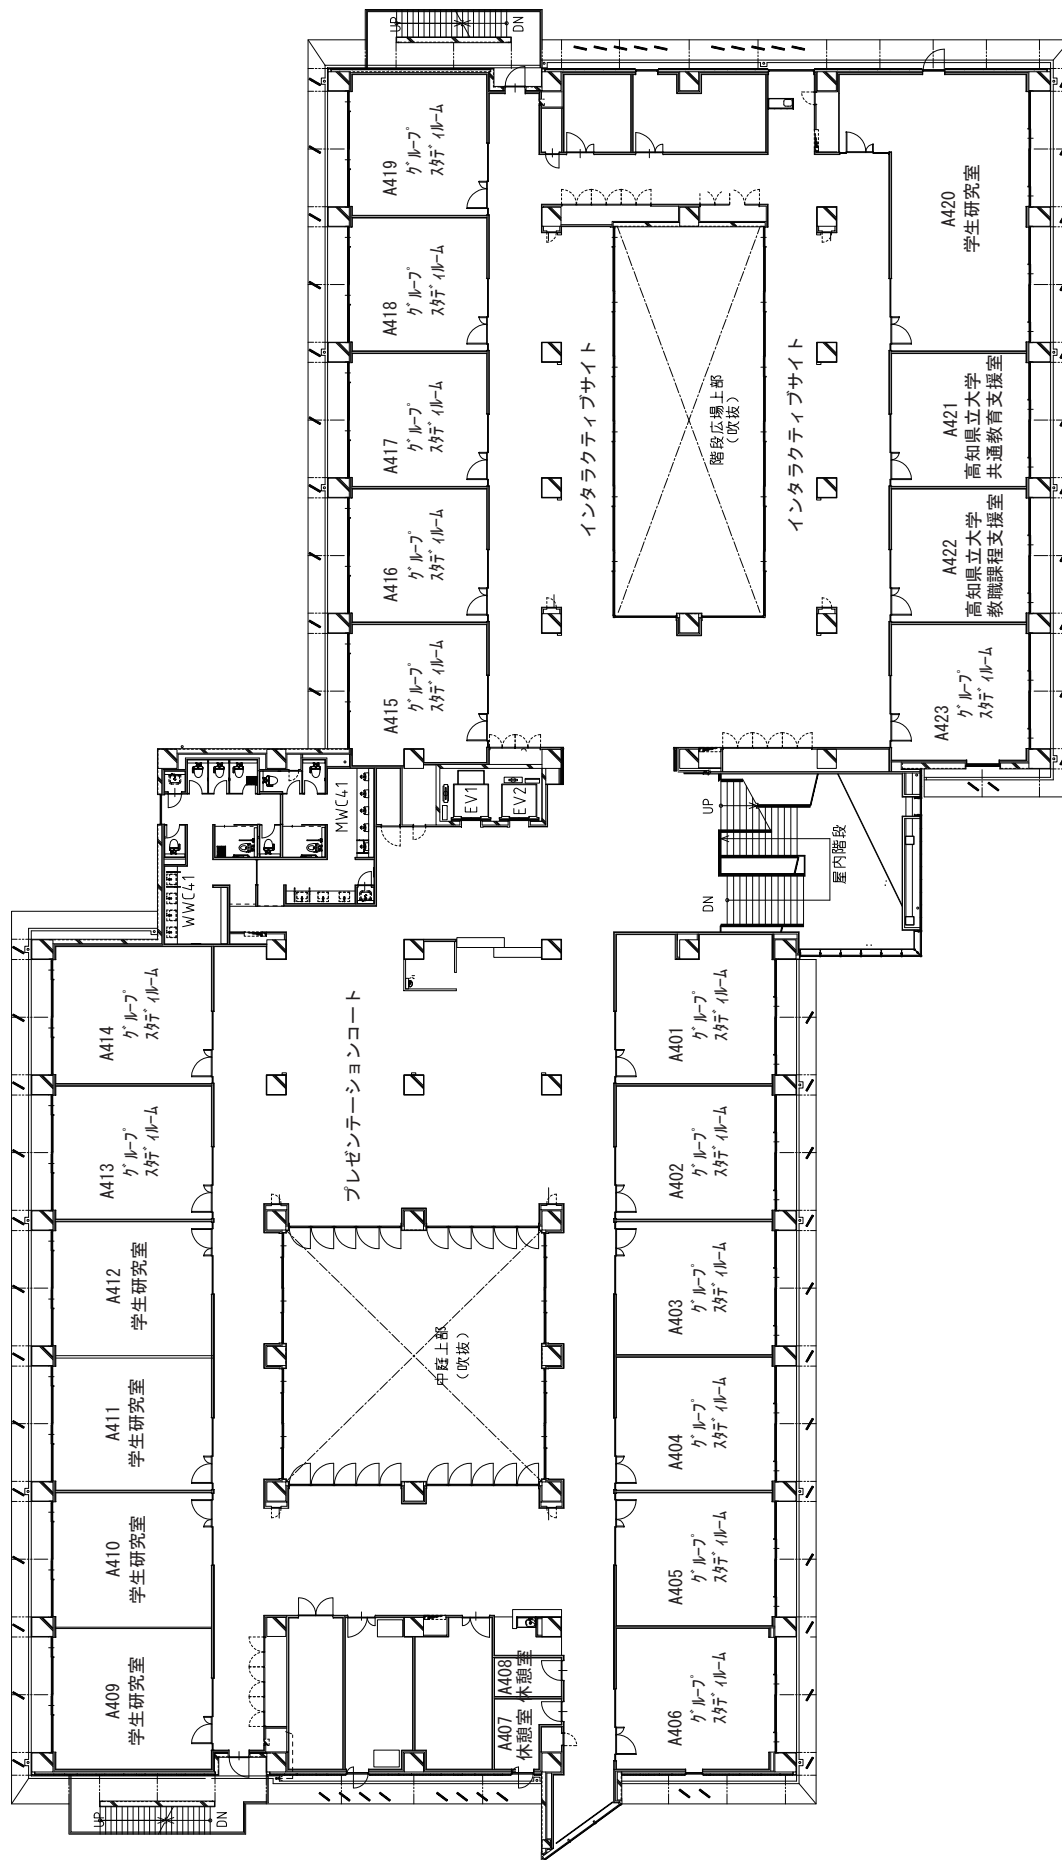 UP
DN
A419
グループ
スタディルーム
A418
グループ
スタディルーム
A417
グループ
スタディルーム
A416
グループ
スタディルーム
A415
グループ
スタディルーム
A420
学生研究室
A421
高知県立大学
共通教育支援室
A422
高知県立大学
教職課程支援室
A423
グループ
スタディルーム
インタラクティブサイト
階段広場上部
（吹抜）
インタラクティブサイト
MWC41
WWC41
EV1
EV2
UP
DN
屋内階段
A414
グループ
スタディルーム
A413
グループ
スタディルーム
A412
学生研究室
A411
学生研究室
A410
学生研究室
A409
学生研究室
プレゼンテーションコート
中庭上部
（吹抜）
A401
グループ
スタディルーム
A402
グループ
スタディルーム
A403
グループ
スタディルーム
A404
グループ
スタディルーム
A405
グループ
スタディルーム
A406
グループ
スタディルーム
A408
休憩室
A407
休憩室
UP
DN